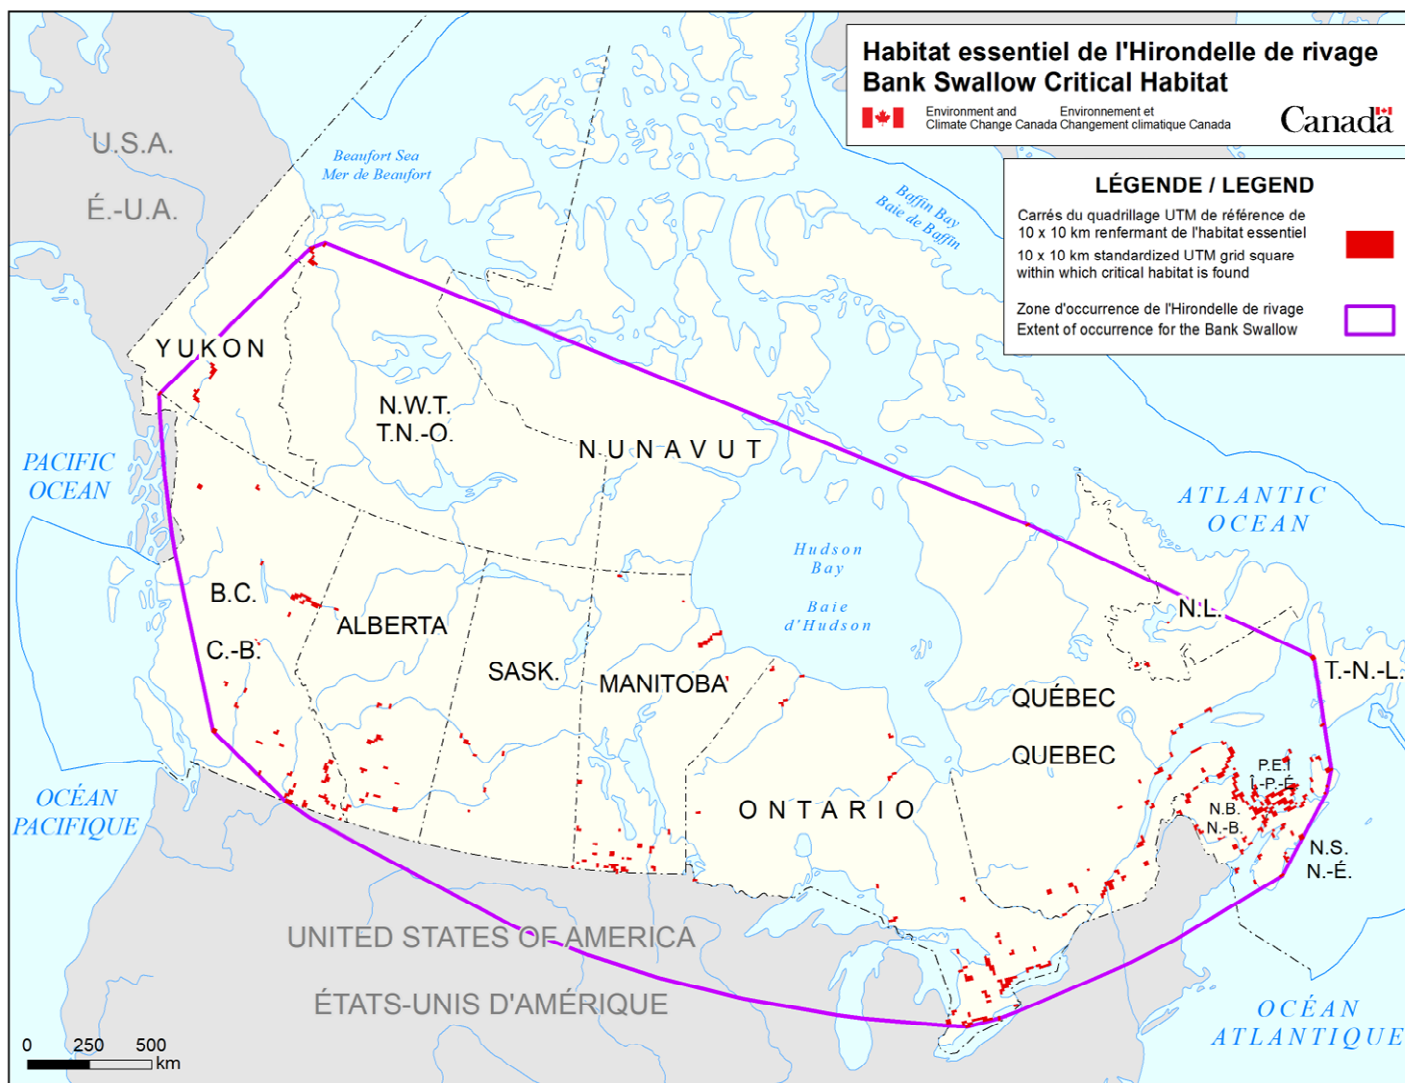 Habitat essentiel de l'Hirondelle de rivage
Bank Swallow Critical Habitat
Environment and
Climate Change Canada
Environnement et
Changement climatique Canada
Canada
LÉGENDE / LEGEND
Carrés du quadrillage UTM de référence de
10 x 10 km renfermant de l'habitat essentiel
10 x 10 km standardized UTM grid square
within which critical habitat is found
Zone d'occurrence de l'Hirondelle de rivage
Extent of occurrence for the Bank Swallow
U.S.A.
É.-U.A.
Beaufort Sea
Mer de Beaufort
Baffin Bay
Baie de Baffin
YUKON
N.W.T.
T.N.-O.
NUNAVUT
PACIFIC
OCEAN
ATLANTIC
OCEAN
Hudson
Bay
Baie
d'Hudson
B.C.
C.-B.
ALBERTA
SASK.
MANITOBA
N.L.
T.-N.-L.
QUÉBEC
QUEBEC
ONTARIO
P.E.I
Î.-P.-É.
N.B.
N.-B.
N.S.
N.-É.
OCÉAN
PACIFIQUE
UNITED STATES OF AMERICA
ÉTATS-UNIS D'AMÉRIQUE
OCÉAN
ATLANTIQUE
0 250 500
km